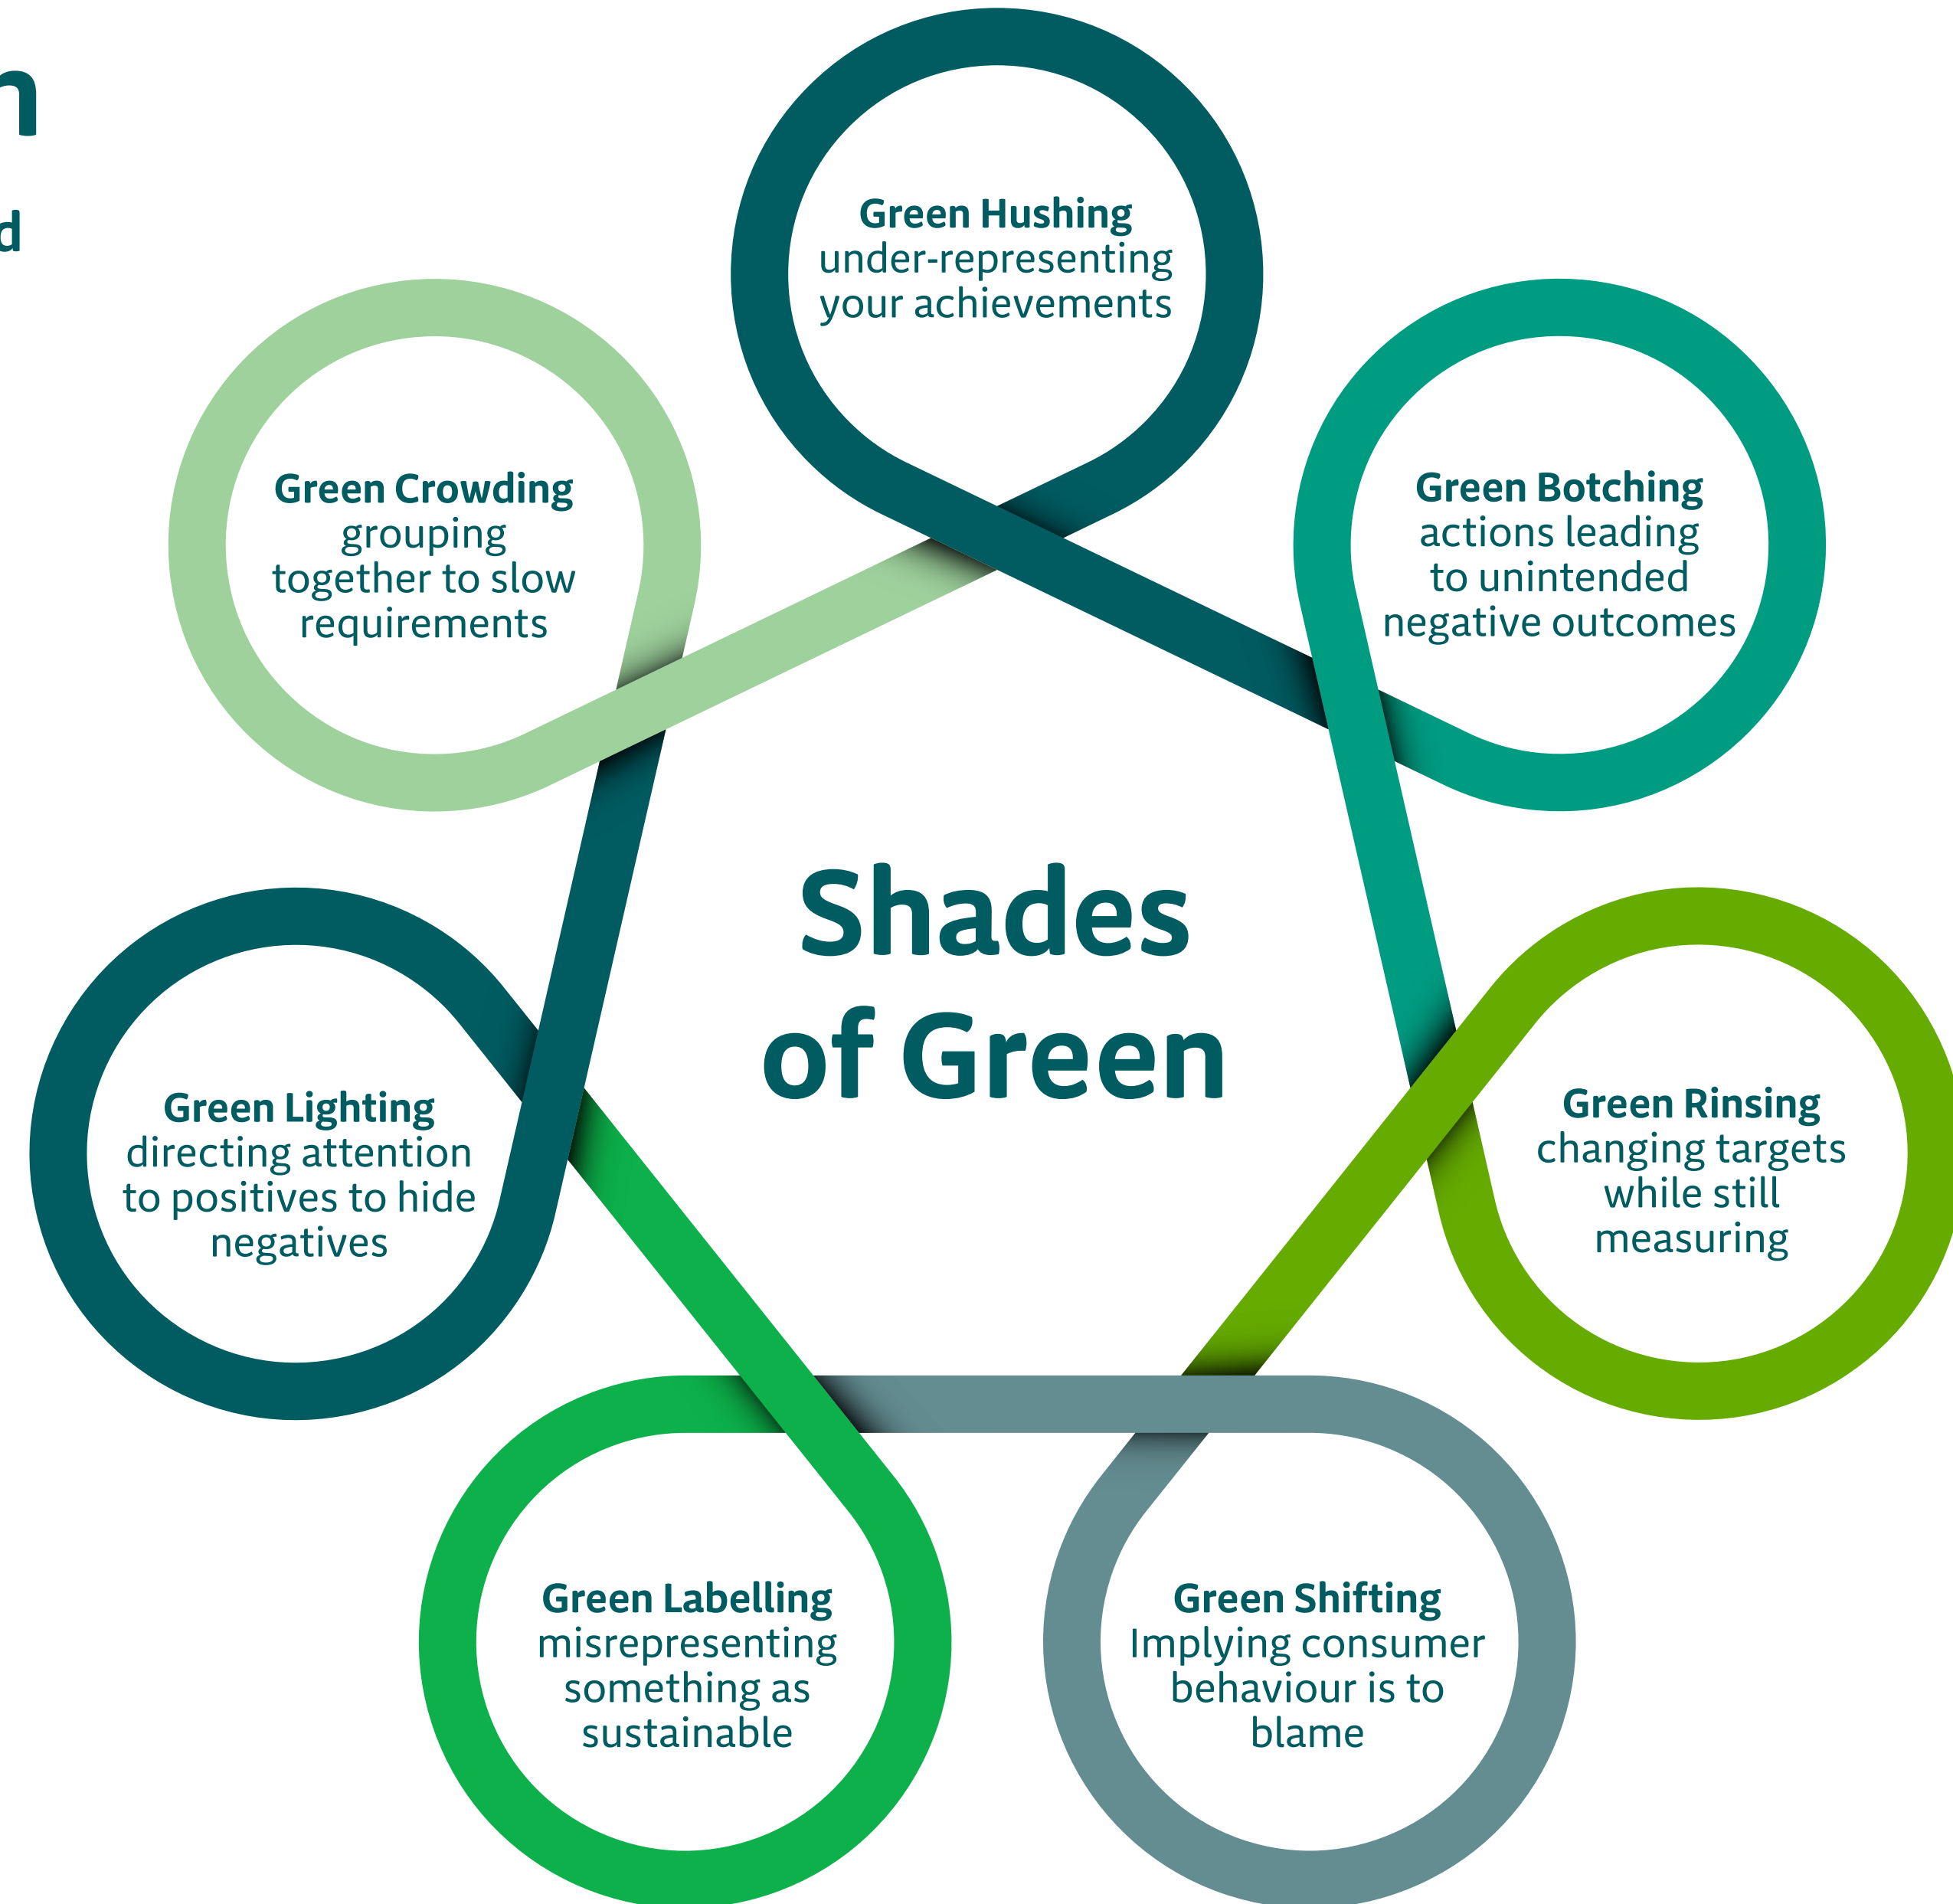 n
d
Green Hushing
under-representing
your achievements
Green Crowding
grouping
together to slow
requirements
Green Botching
actions leading
to unintended
negative outcomes
Shades
of Green
Green Lighting
directing attention
to positives to hide
negatives
Green Rinsing
changing targets
while still
measuring
Green Labelling
misrepresenting
something as
sustainable
Green Shifting
Implying consumer
behaviour is to
blame